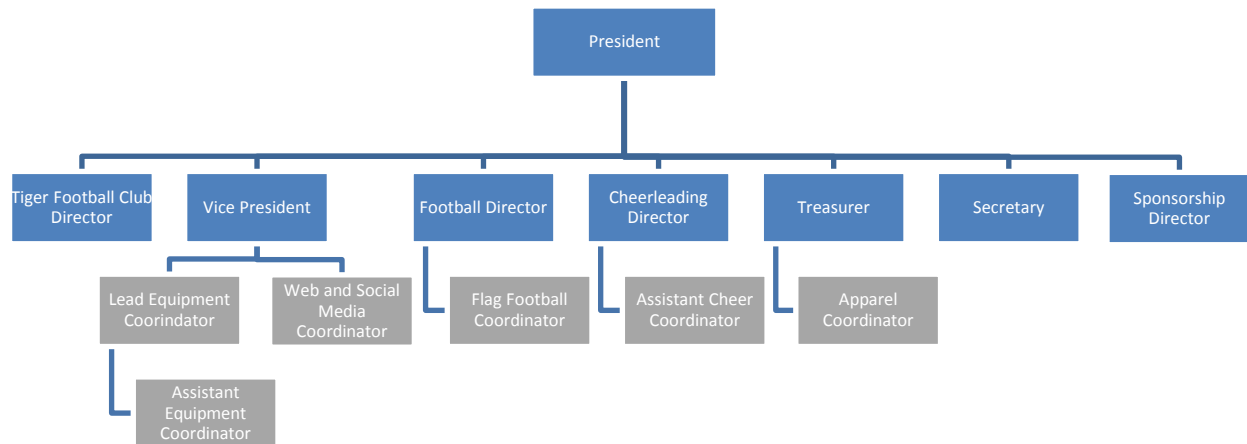 President
Tiger Football Club
Director
Vice President
Football Director
Cheerleading
Director
Treasurer
Secretary
Sponsorship
Director
Lead Equipment
Coorindator
Web and Social
Media
Coordinator
Flag Football
Coordinator
Assistant Cheer
Coordinator
Apparel
Coordinator
Assistant
Equipment
Coordinator